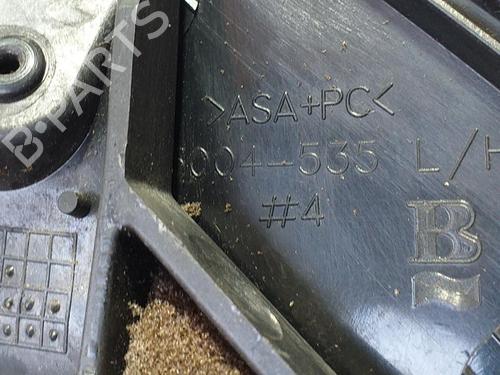 B-PARTS
>ASA+PC<
004-535 L/H
#4
B